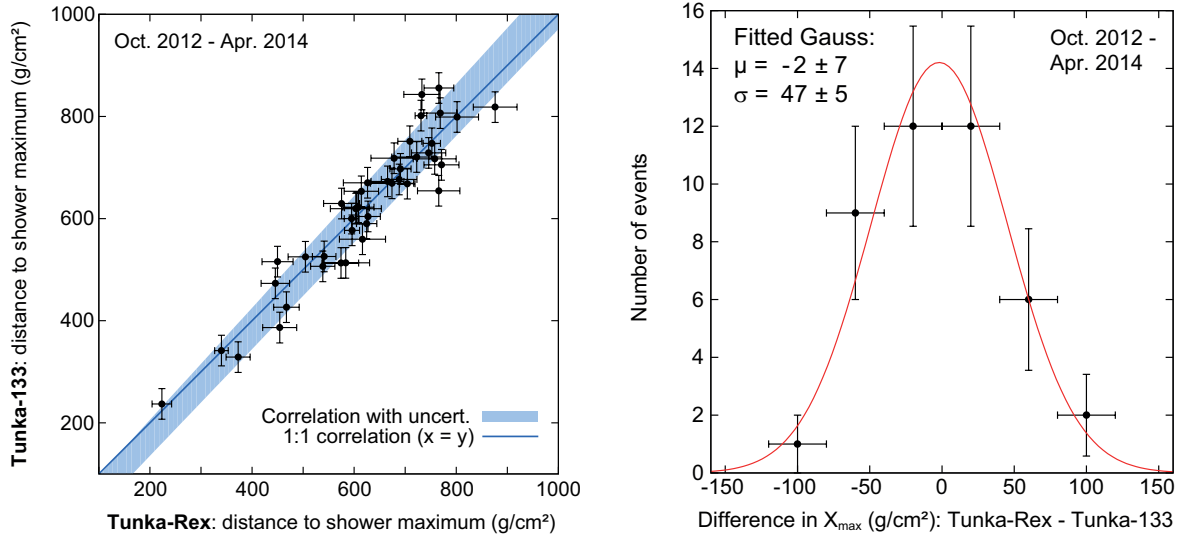 Tunka-133: distance to shower maximum (g/cm²)
1000
800
600
400
200
Oct. 2012 - Apr. 2014
Correlation with uncert.
1:1 correlation (x = y)
200 400 600 800 1000
Tunka-Rex: distance to shower maximum (g/cm²)
Number of events
16
14
12
10
8
6
4
2
0
Fitted Gauss:
μ = -2 ± 7
σ = 47 ± 5
Oct. 2012 -
Apr. 2014
-150 -100 -50 0 50 100 150
Difference in Xmax (g/cm²): Tunka-Rex - Tunka-133